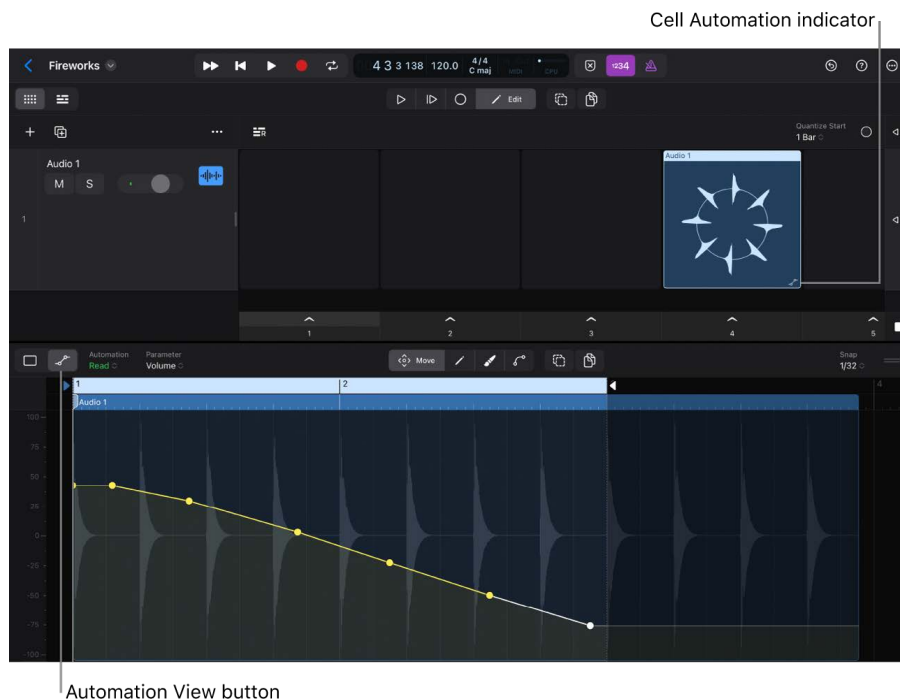 Cell Automation indicator
Fireworks
4 3 3 138 120.0 4/4 C maj MIDI CPU
1234
Edit
Quantize Start
1 Bar
Audio 1
M S
1
Audio 1
1 2 3 4 5
Automation
Read
Parameter
Volume
Move
Snap
1/32
1 2 4
Audio 1
100
75
50
25
0
-25
-50
-75
-100
Automation View button